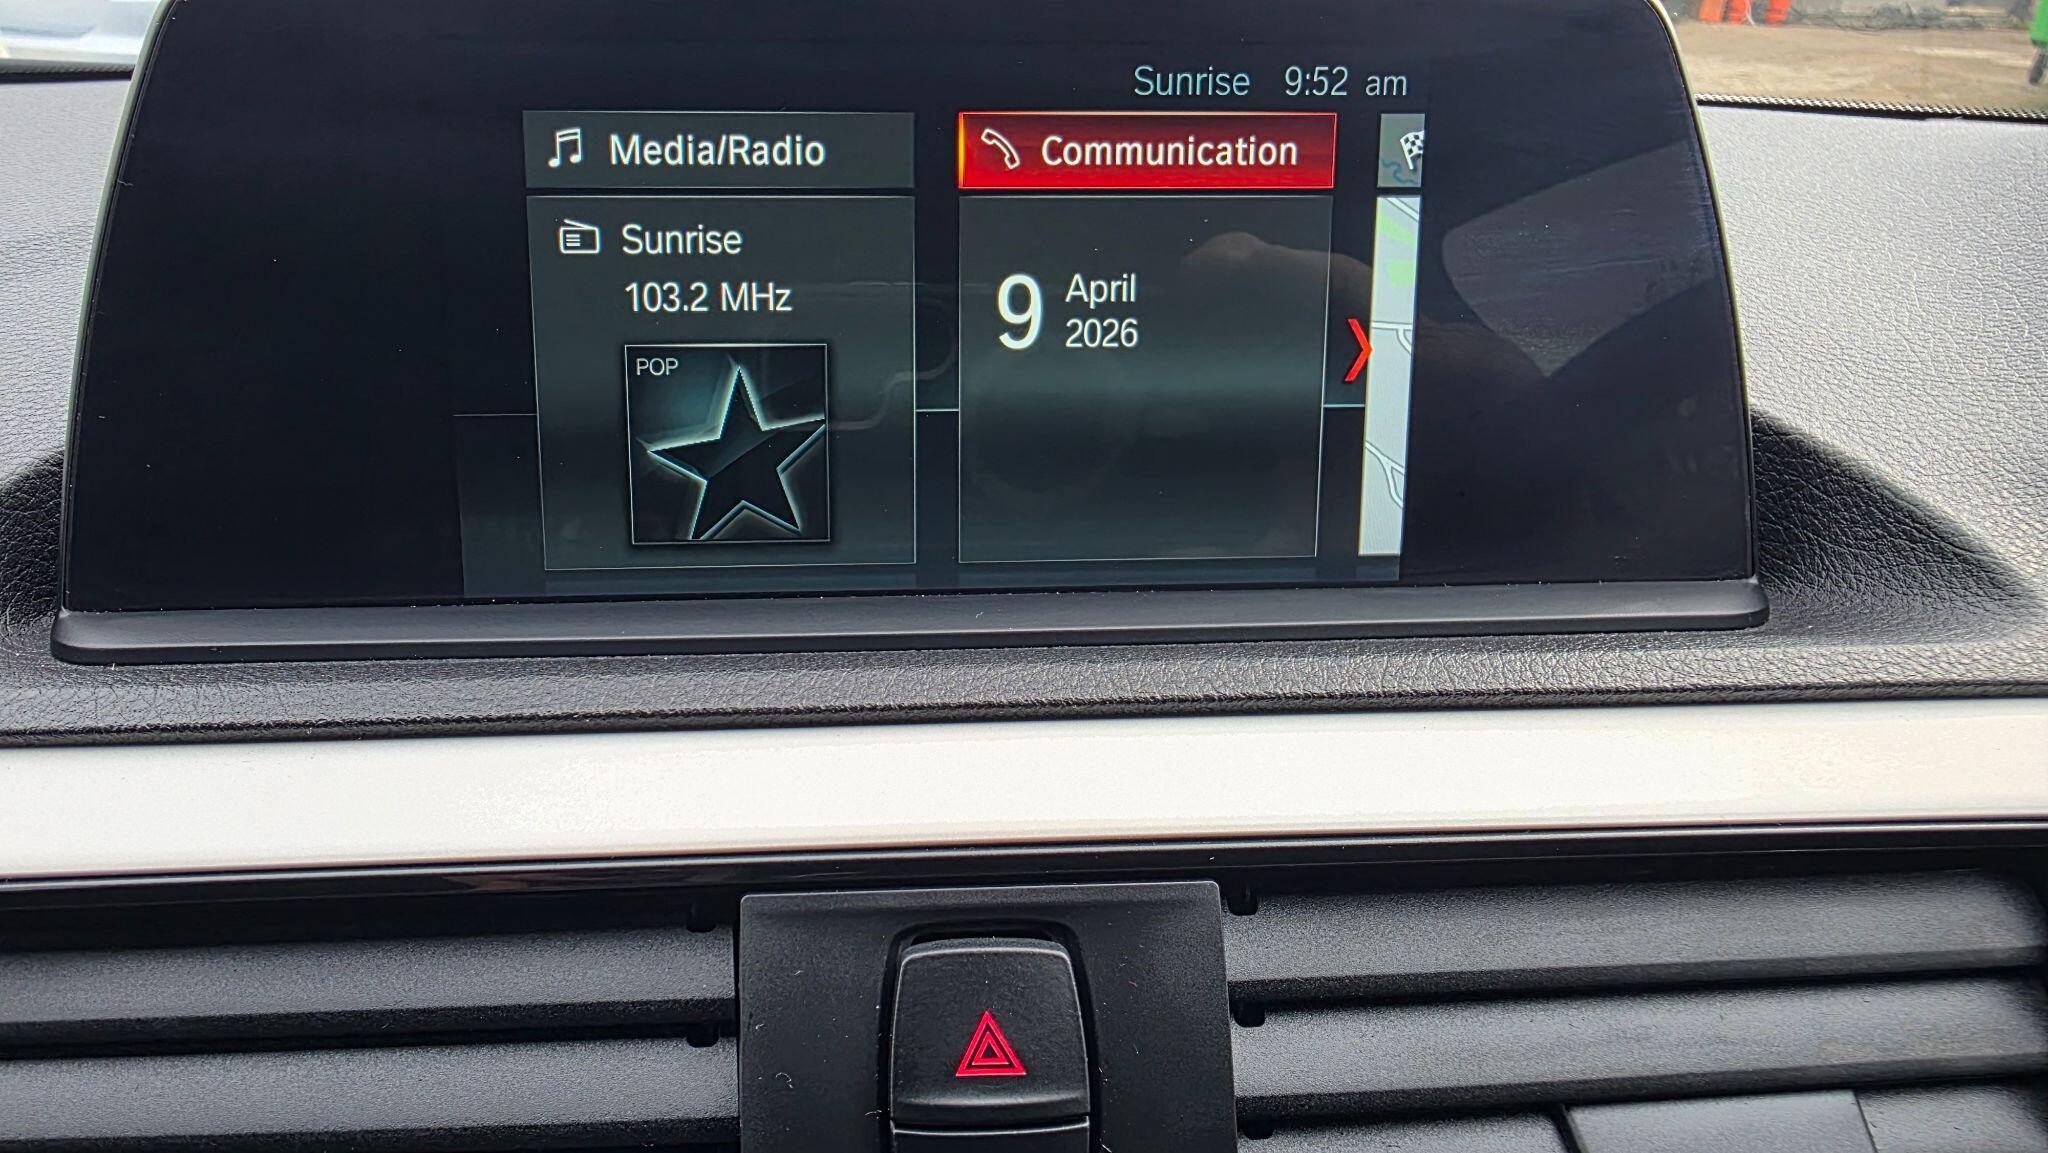 Sunrise 9:52 am
Media/Radio
Communication
Sunrise
103.2 MHz
POP
9
April
2026